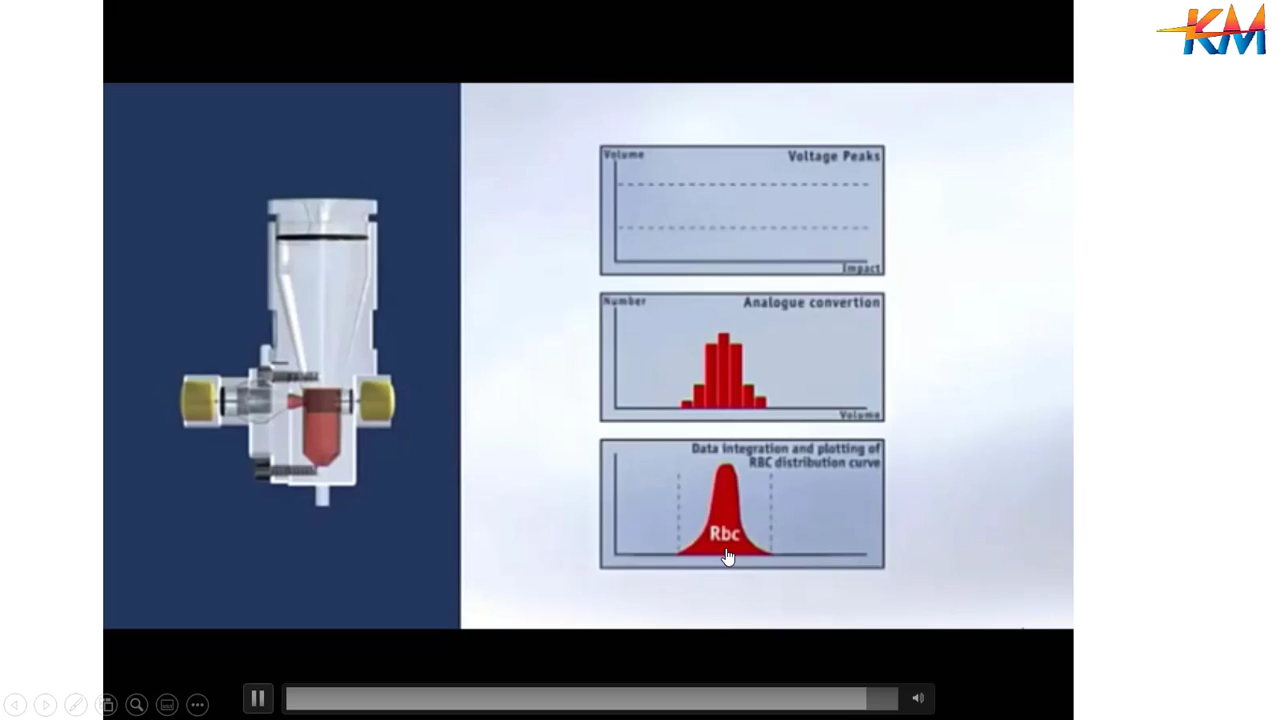 KM
Volume
Voltage Peaks
Impact
Number
Analogue convertion
Volume
Data integration and plotting of
RBC distribution curve
Rbc